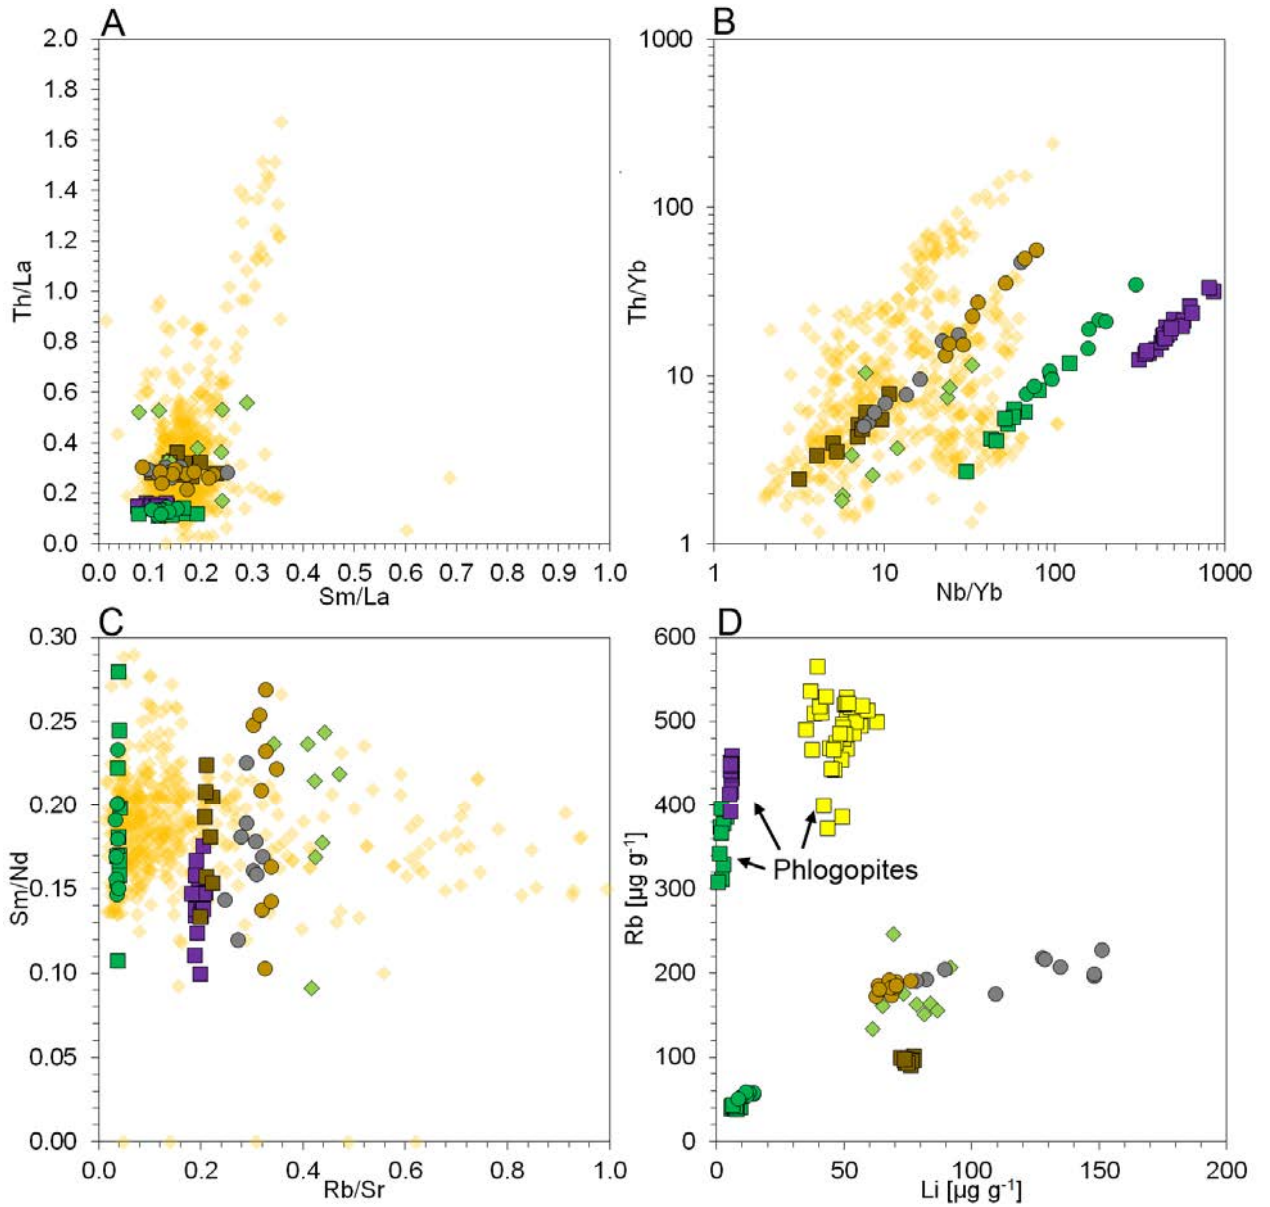 A
2.0
1.8
1.6
1.4
1.2
1.0
0.8
0.6
0.4
0.2
0.0
Th/La
0.0 0.1 0.2 0.3 0.4 0.5 0.6 0.7 0.8 0.9 1.0
Sm/La
B
1000
100
10
1
Th/Yb
1 10 100 1000
Nb/Yb
C
0.30
0.25
0.20
0.15
0.10
0.05
0.00
Sm/Nd
0.0 0.2 0.4 0.6 0.8 1.0
Rb/Sr
D
600
500
400
300
200
100
0
Rb [µg g⁻¹]
Phlogopites
0 50 100 150 200
Li [µg g⁻¹]